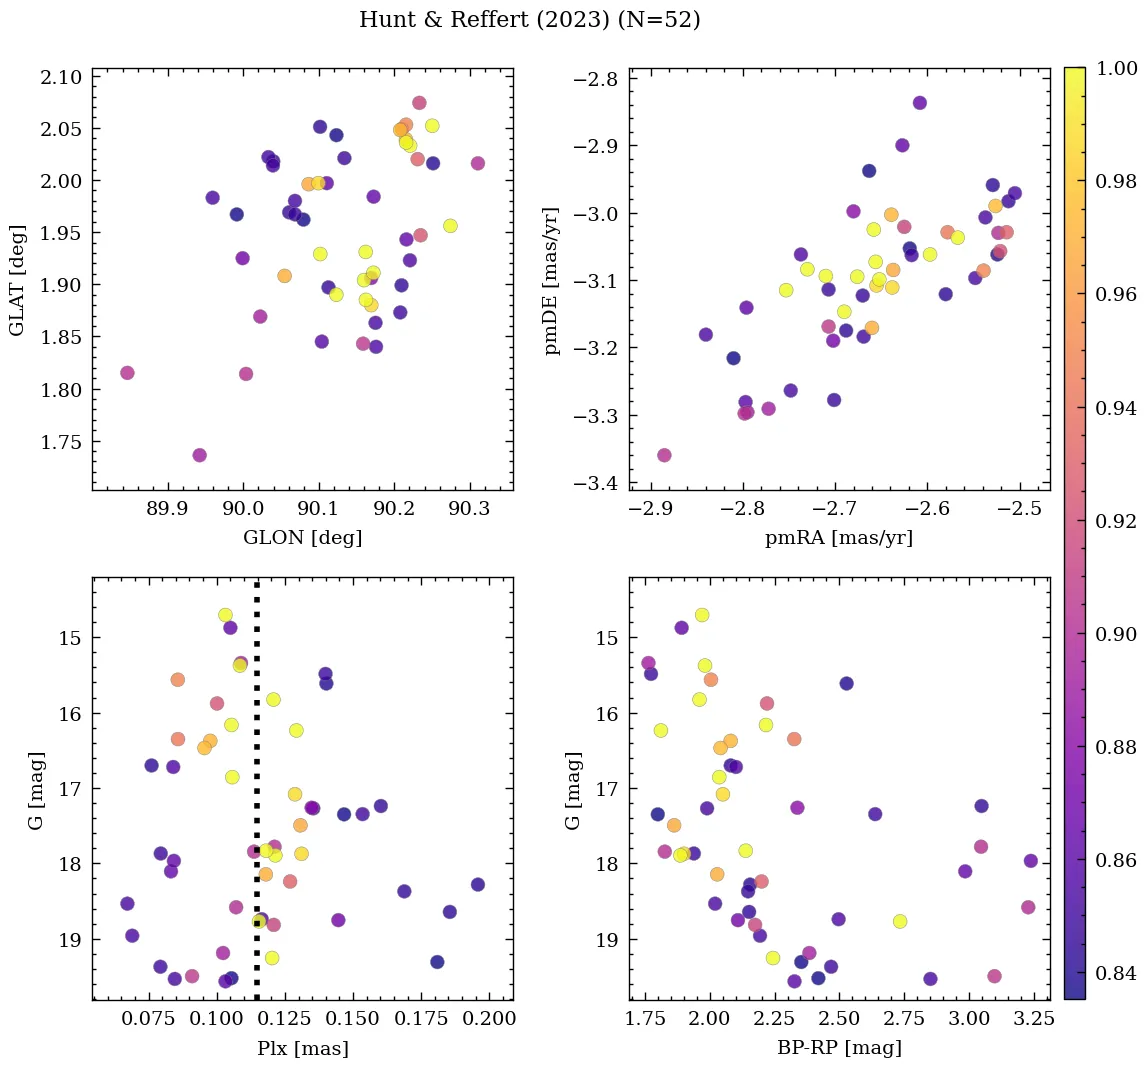 Hunt & Reffert (2023) (N=52)
2.10
2.05
2.00
1.95
1.90
1.85
1.80
1.75
GLAT [deg]
89.9 90.0 90.1 90.2 90.3
GLON [deg]
−2.8
−2.9
−3.0
−3.1
−3.2
−3.3
−3.4
pmDE [mas/yr]
−2.9 −2.8 −2.7 −2.6 −2.5
pmRA [mas/yr]
15
16
17
18
19
G [mag]
0.075 0.100 0.125 0.150 0.175 0.200
Plx [mas]
15
16
17
18
19
G [mag]
1.75 2.00 2.25 2.50 2.75 3.00 3.25
BP-RP [mag]
1.00
0.98
0.96
0.94
0.92
0.90
0.88
0.86
0.84